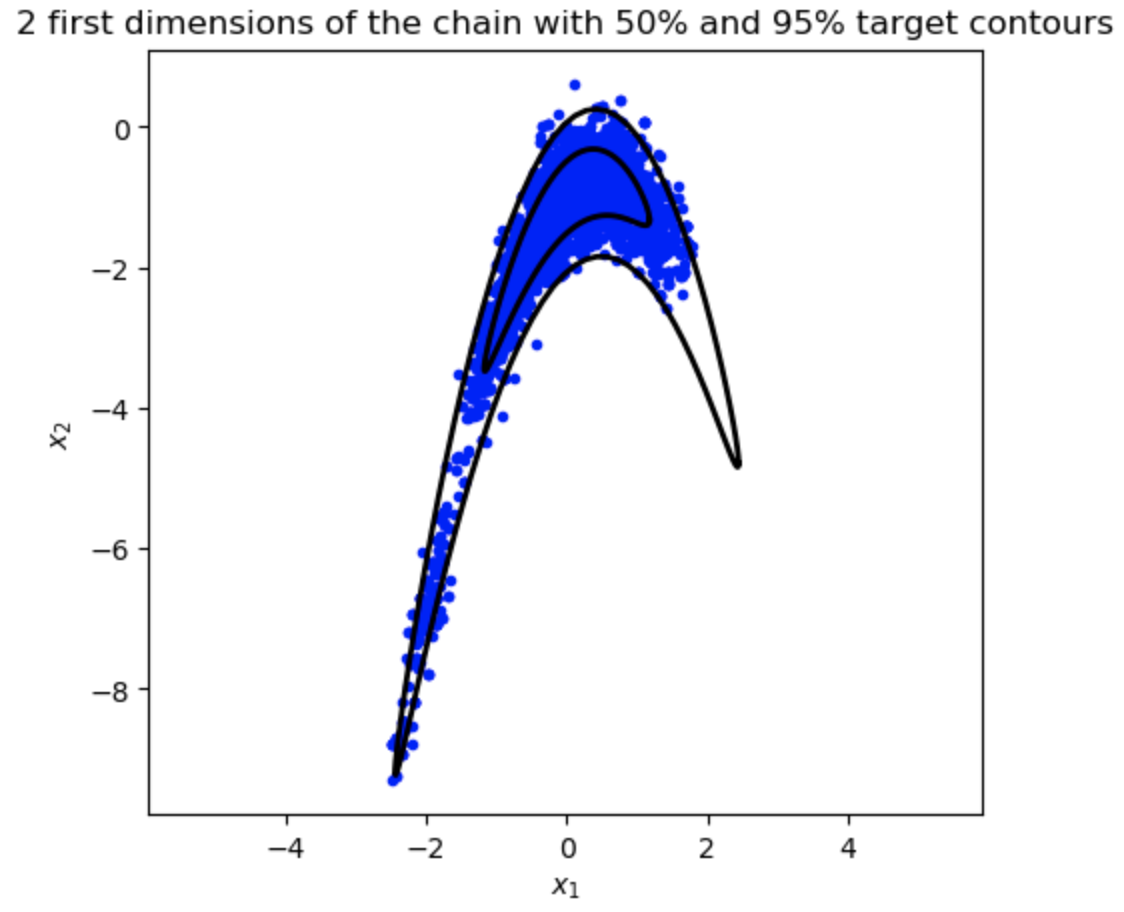 2 first dimensions of the chain with 50% and 95% target contours
0
−2
−4
−6
−8
x₂
−4 −2 0 2 4
x₁